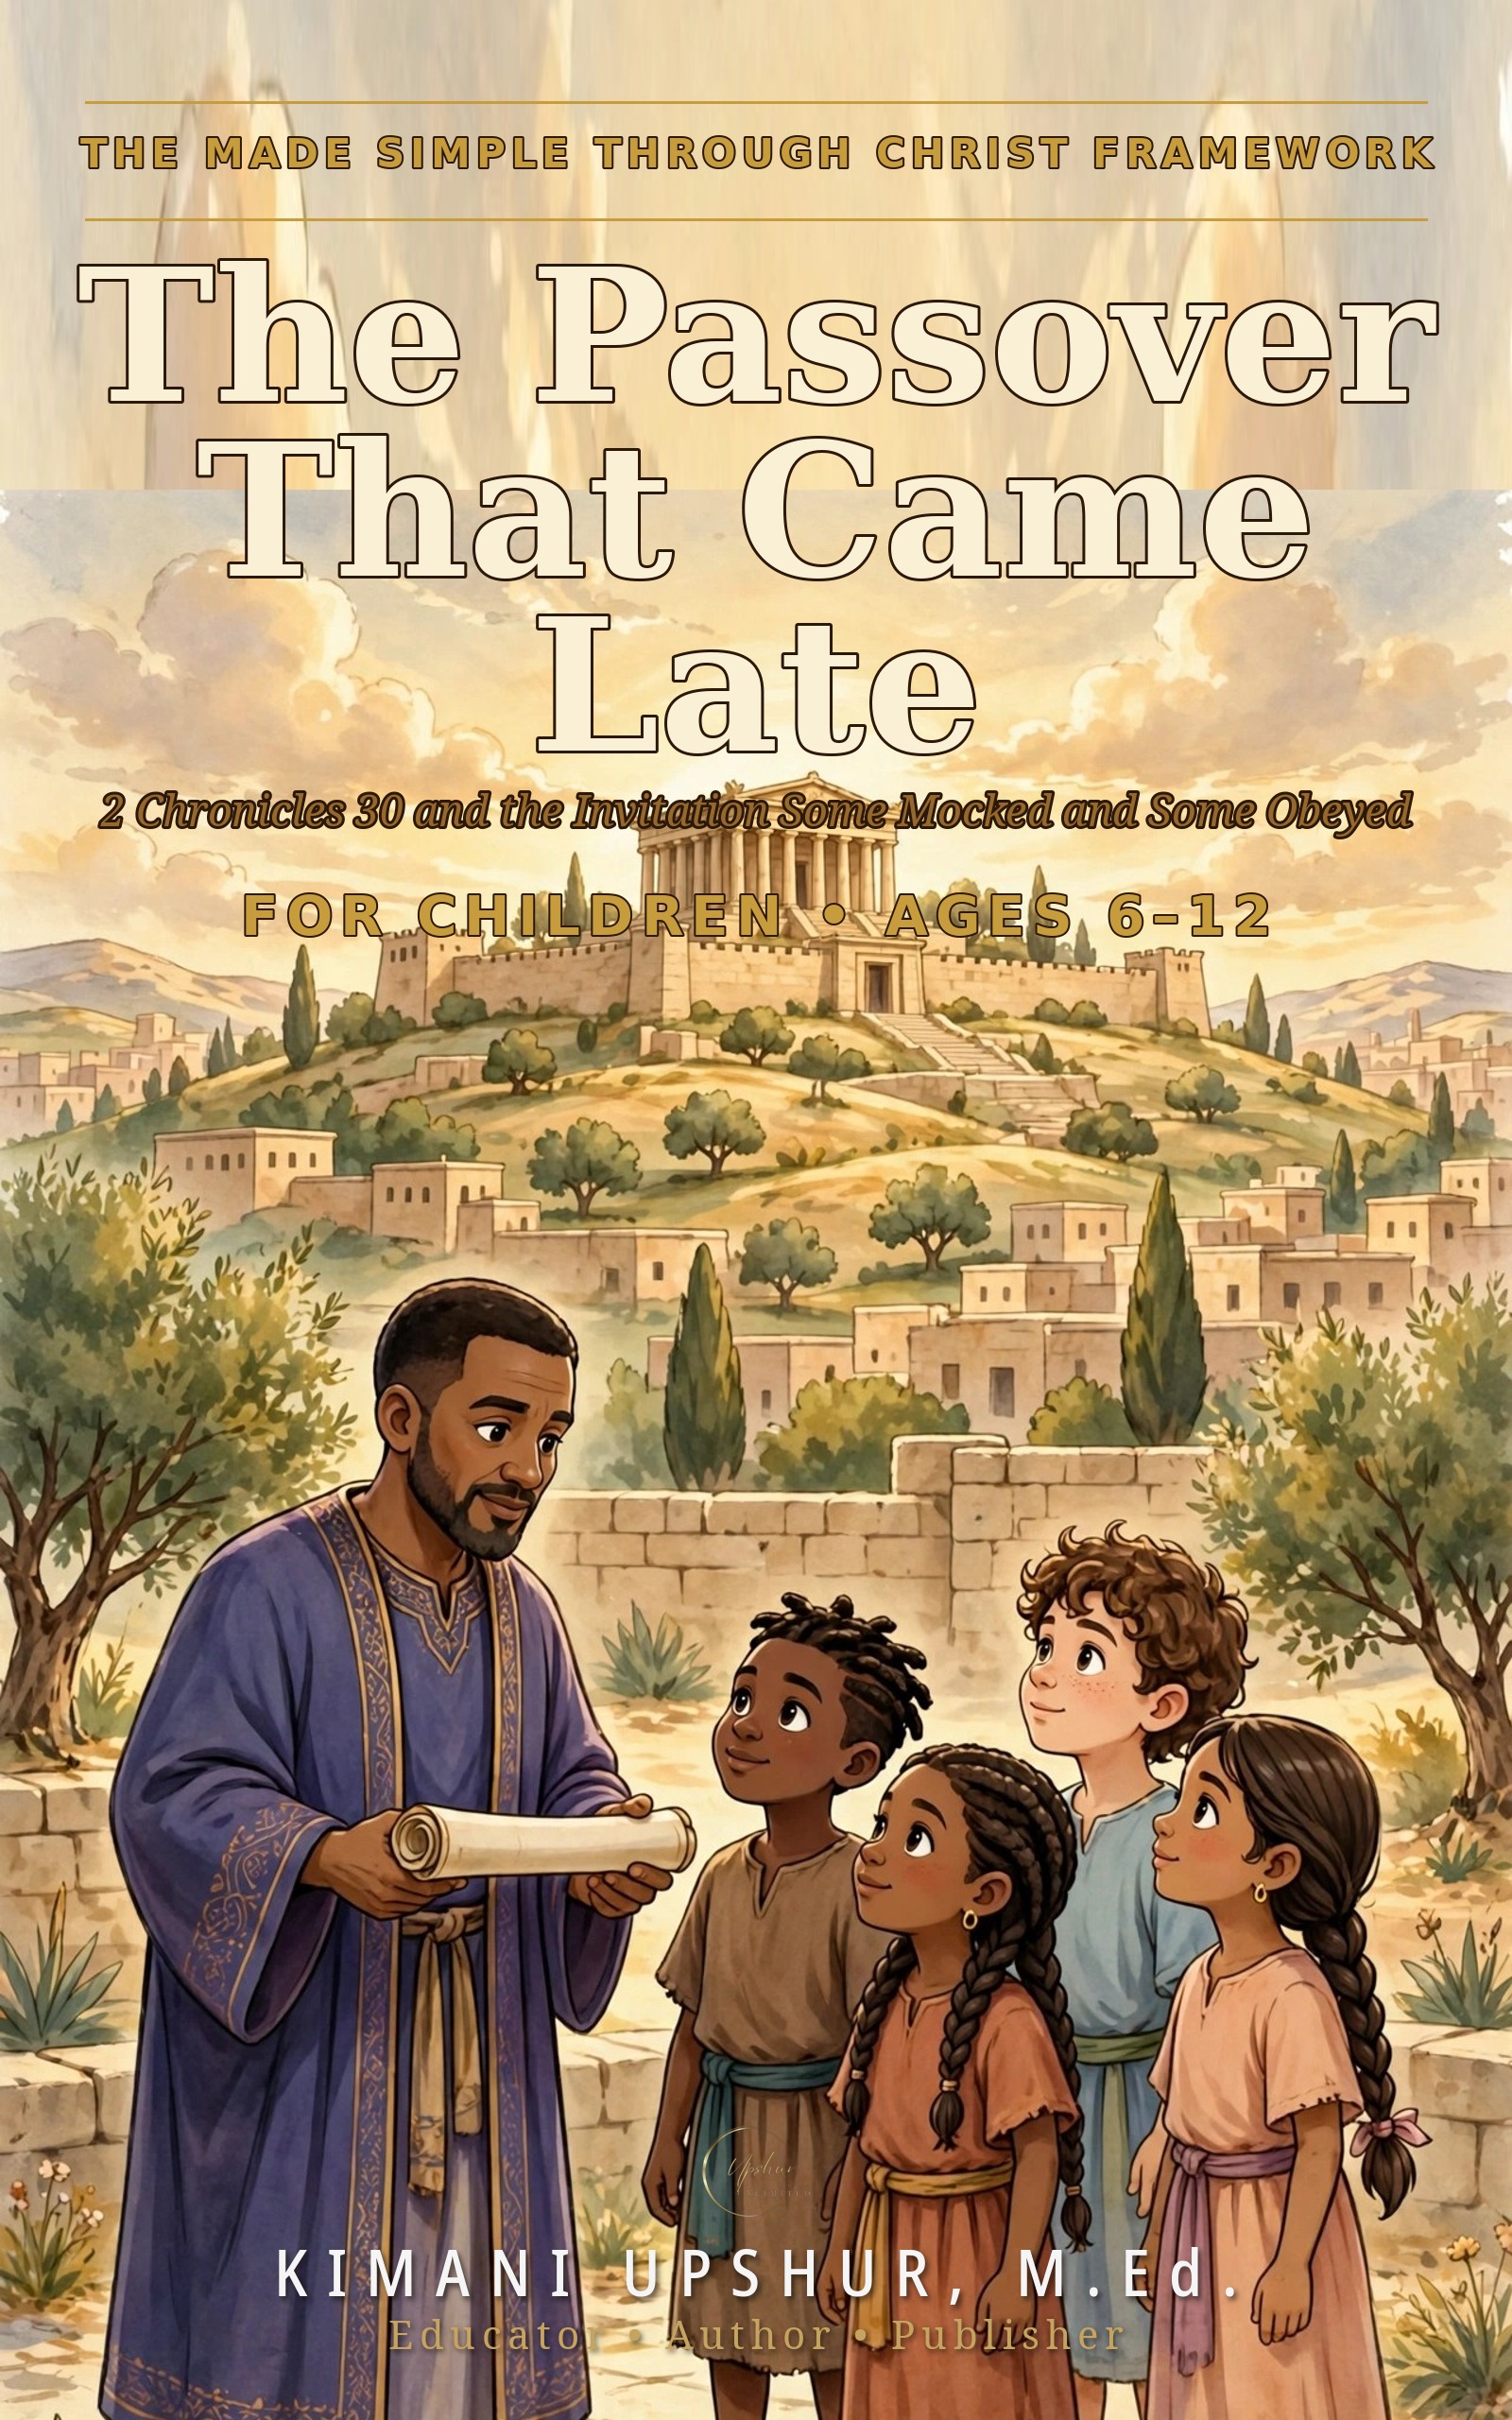 THE MADE SIMPLE THROUGH CHRIST FRAMEWORK
The Passover
That Came
Late
2 Chronicles 30 and the Invitation Some Mocked and Some Obeyed
FOR CHILDREN • AGES 6–12
Upshur
KIMANI UPSHUR, M.Ed.
Educator • Author • Publisher